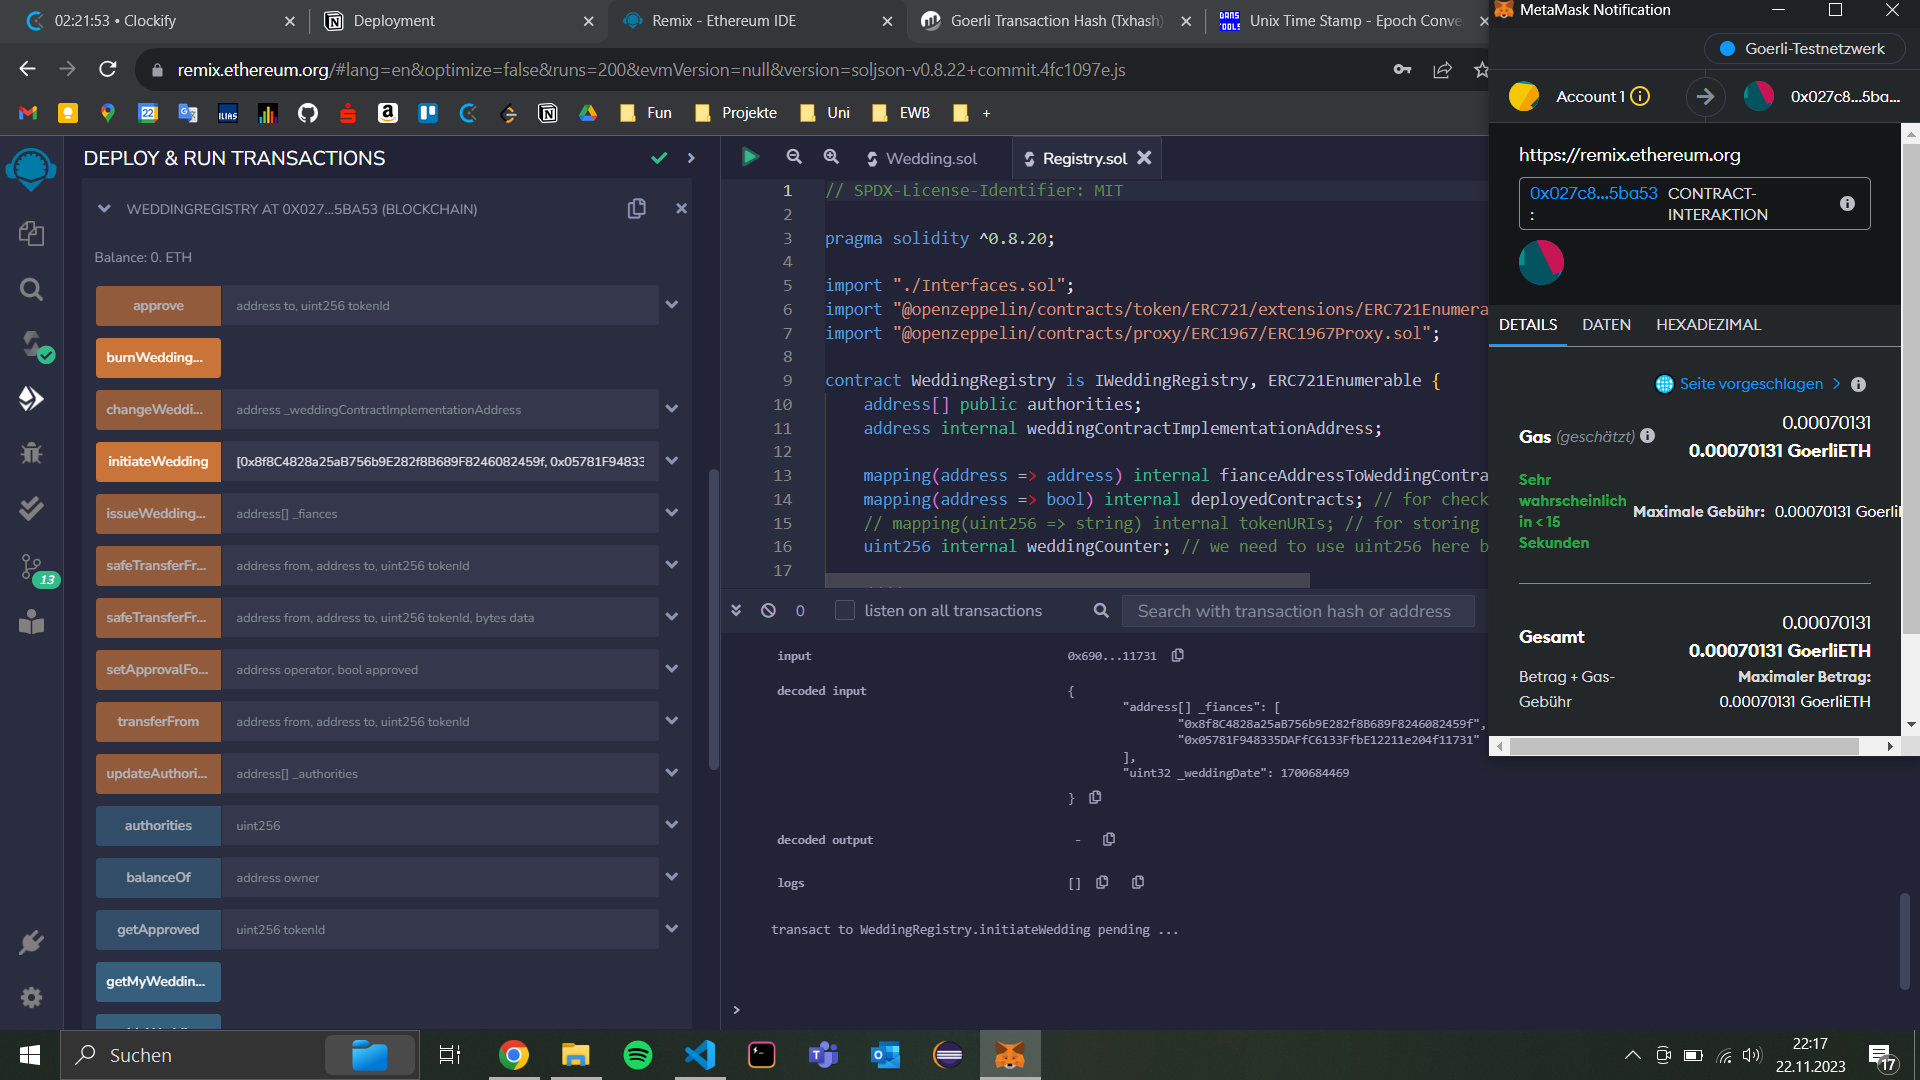 02:21:53 • Clockify
Deployment
Remix - Ethereum IDE
Goerli Transaction Hash (Txhash)
Unix Time Stamp - Epoch Conve
MetaMask Notification
Goerli-Testnetzwerk
remix.ethereum.org/#lang=en&optimize=false&runs=200&evmVersion=null&version=soljson-v0.8.22+commit.4fc1097e.js
Account 1
0x027c8...5ba...
22
ILIAS
Fun
Projekte
Uni
EWB
+
DEPLOY & RUN TRANSACTIONS
WEDDINGREGISTRY AT 0X027...5BA53 (BLOCKCHAIN)
Balance: 0. ETH
approve
address to, uint256 tokenId
burnWedding...
changeWeddi...
address _weddingContractImplementationAddress
initiateWedding
[0x8f8C4828a25aB756b9E282f8B689F8246082459f, 0x05781F94833
issueWedding...
address[] _fiances
safeTransferFr...
address from, address to, uint256 tokenId
safeTransferFr...
address from, address to, uint256 tokenId, bytes data
setApprovalFo...
address operator, bool approved
transferFrom
address from, address to, uint256 tokenId
updateAuthori...
address[] _authorities
authorities
uint256
balanceOf
address owner
getApproved
uint256 tokenId
getMyWeddin...
13
Wedding.sol
Registry.sol
1 // SPDX-License-Identifier: MIT
2
3 pragma solidity ^0.8.20;
4
5 import "./Interfaces.sol";
6 import "@openzeppelin/contracts/token/ERC721/extensions/ERC721Enumera
7 import "@openzeppelin/contracts/proxy/ERC1967/ERC1967Proxy.sol";
8
9 contract WeddingRegistry is IWeddingRegistry, ERC721Enumerable {
10 address[] public authorities;
11 address internal weddingContractImplementationAddress;
12
13 mapping(address => address) internal fianceAddressToWeddingContra
14 mapping(address => bool) internal deployedContracts; // for check
15 // mapping(uint256 => string) internal tokenURIs; // for storing
16 uint256 internal weddingCounter; // we need to use uint256 here b
17
0
listen on all transactions
Search with transaction hash or address
input
0x690...11731
decoded input
{
"address[] _fiances": [
"0x8f8C4828a25aB756b9E282f8B689F8246082459f",
"0x05781F948335DAFfC6133FfbE12211e204f11731"
],
"uint32 _weddingDate": 1700684469
}
decoded output
-
logs
[]
transact to WeddingRegistry.initiateWedding pending ...
>
https://remix.ethereum.org
0x027c8...5ba53
:
CONTRACT-
INTERAKTION
DETAILS
DATEN
HEXADEZIMAL
Seite vorgeschlagen >
Gas (geschätzt)
0.00070131
0.00070131 GoerliETH
Sehr
wahrscheinlich
in < 15
Sekunden
Maximale Gebühr: 0.00070131 Goerli
Gesamt
0.00070131
0.00070131 GoerliETH
Betrag + Gas-
Gebühr
Maximaler Betrag:
0.00070131 GoerliETH
Suchen
22:17
22.11.2023
17